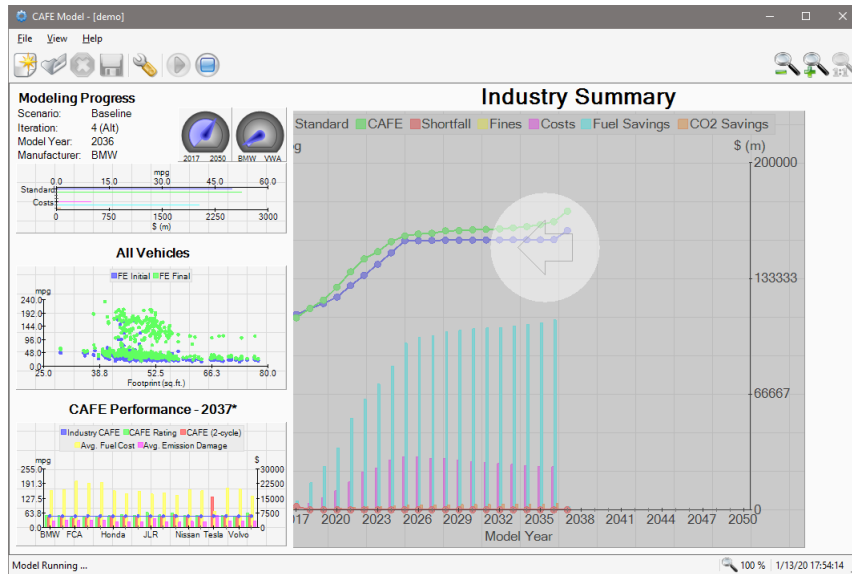 CAFE Model - [demo]
File View Help
Modeling Progress
Scenario: Baseline
Iteration: 4 (Alt)
Model Year: 2036
Manufacturer: BMW
2017 2050 BMW VWA
mpg
0.0 15.0 30.0 45.0 60.0
Standard
Costs
0 750 1500 2250 3000
$ (m)
All Vehicles
FE Initial FE Final
mpg
240.0
192.0
144.0
96.0
48.0
0.0
25.0 38.8 52.5 66.3 80.0
Footprint (sq.ft.)
CAFE Performance - 2037*
Industry CAFE CAFE Rating CAFE (2-cycle)
Avg. Fuel Cost Avg. Emission Damage
mpg $
255.0 30000
191.3 22500
127.5 15000
63.8 7500
0.0 0
BMW FCA Honda JLR Nissan Tesla Volvo
Industry Summary
Standard CAFE Shortfall Fines Costs Fuel Savings CO2 Savings
$ (m)
200000
133333
66667
0
2020 2023 2026 2029 2032 2035 2038 2041 2044 2047 2050
Model Year
Model Running ... 100 % 1/13/20 17:54:14